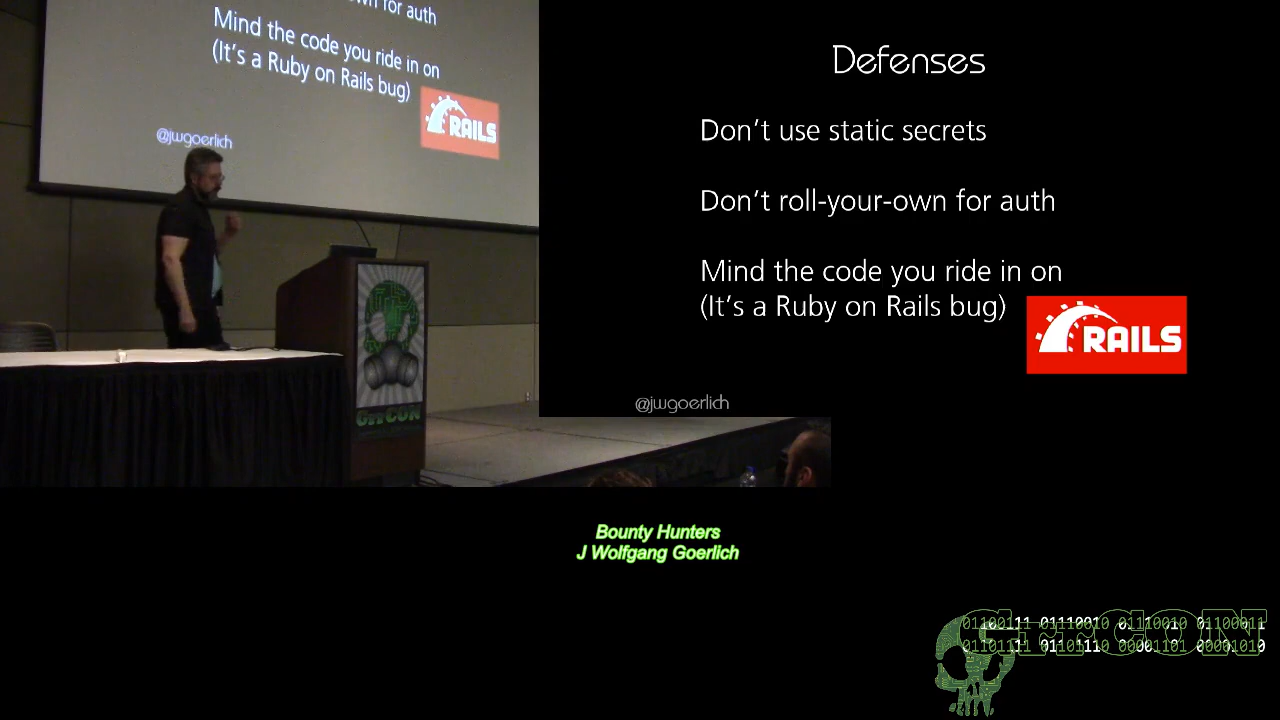 own for auth
Mind the code you ride in on
(It's a Ruby on Rails bug)
RAILS
@jwgoerlich
GrrCON
Defenses
Don't use static secrets
Don't roll-your-own for auth
Mind the code you ride in on
(It's a Ruby on Rails bug)
RAILS
@jwgoerlich
Bounty Hunters
J Wolfgang Goerlich
GrrCON